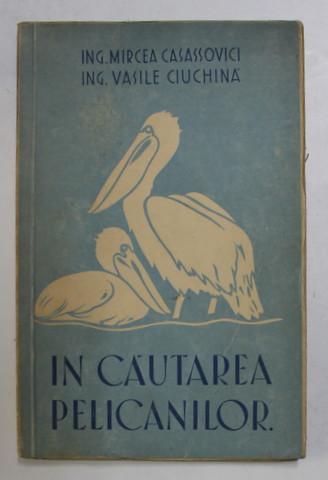 ING. MIRCEA CASASSOVICI
ING. VASILE CIUCHINĂ
IN CĂUTAREA
PELICANILOR.